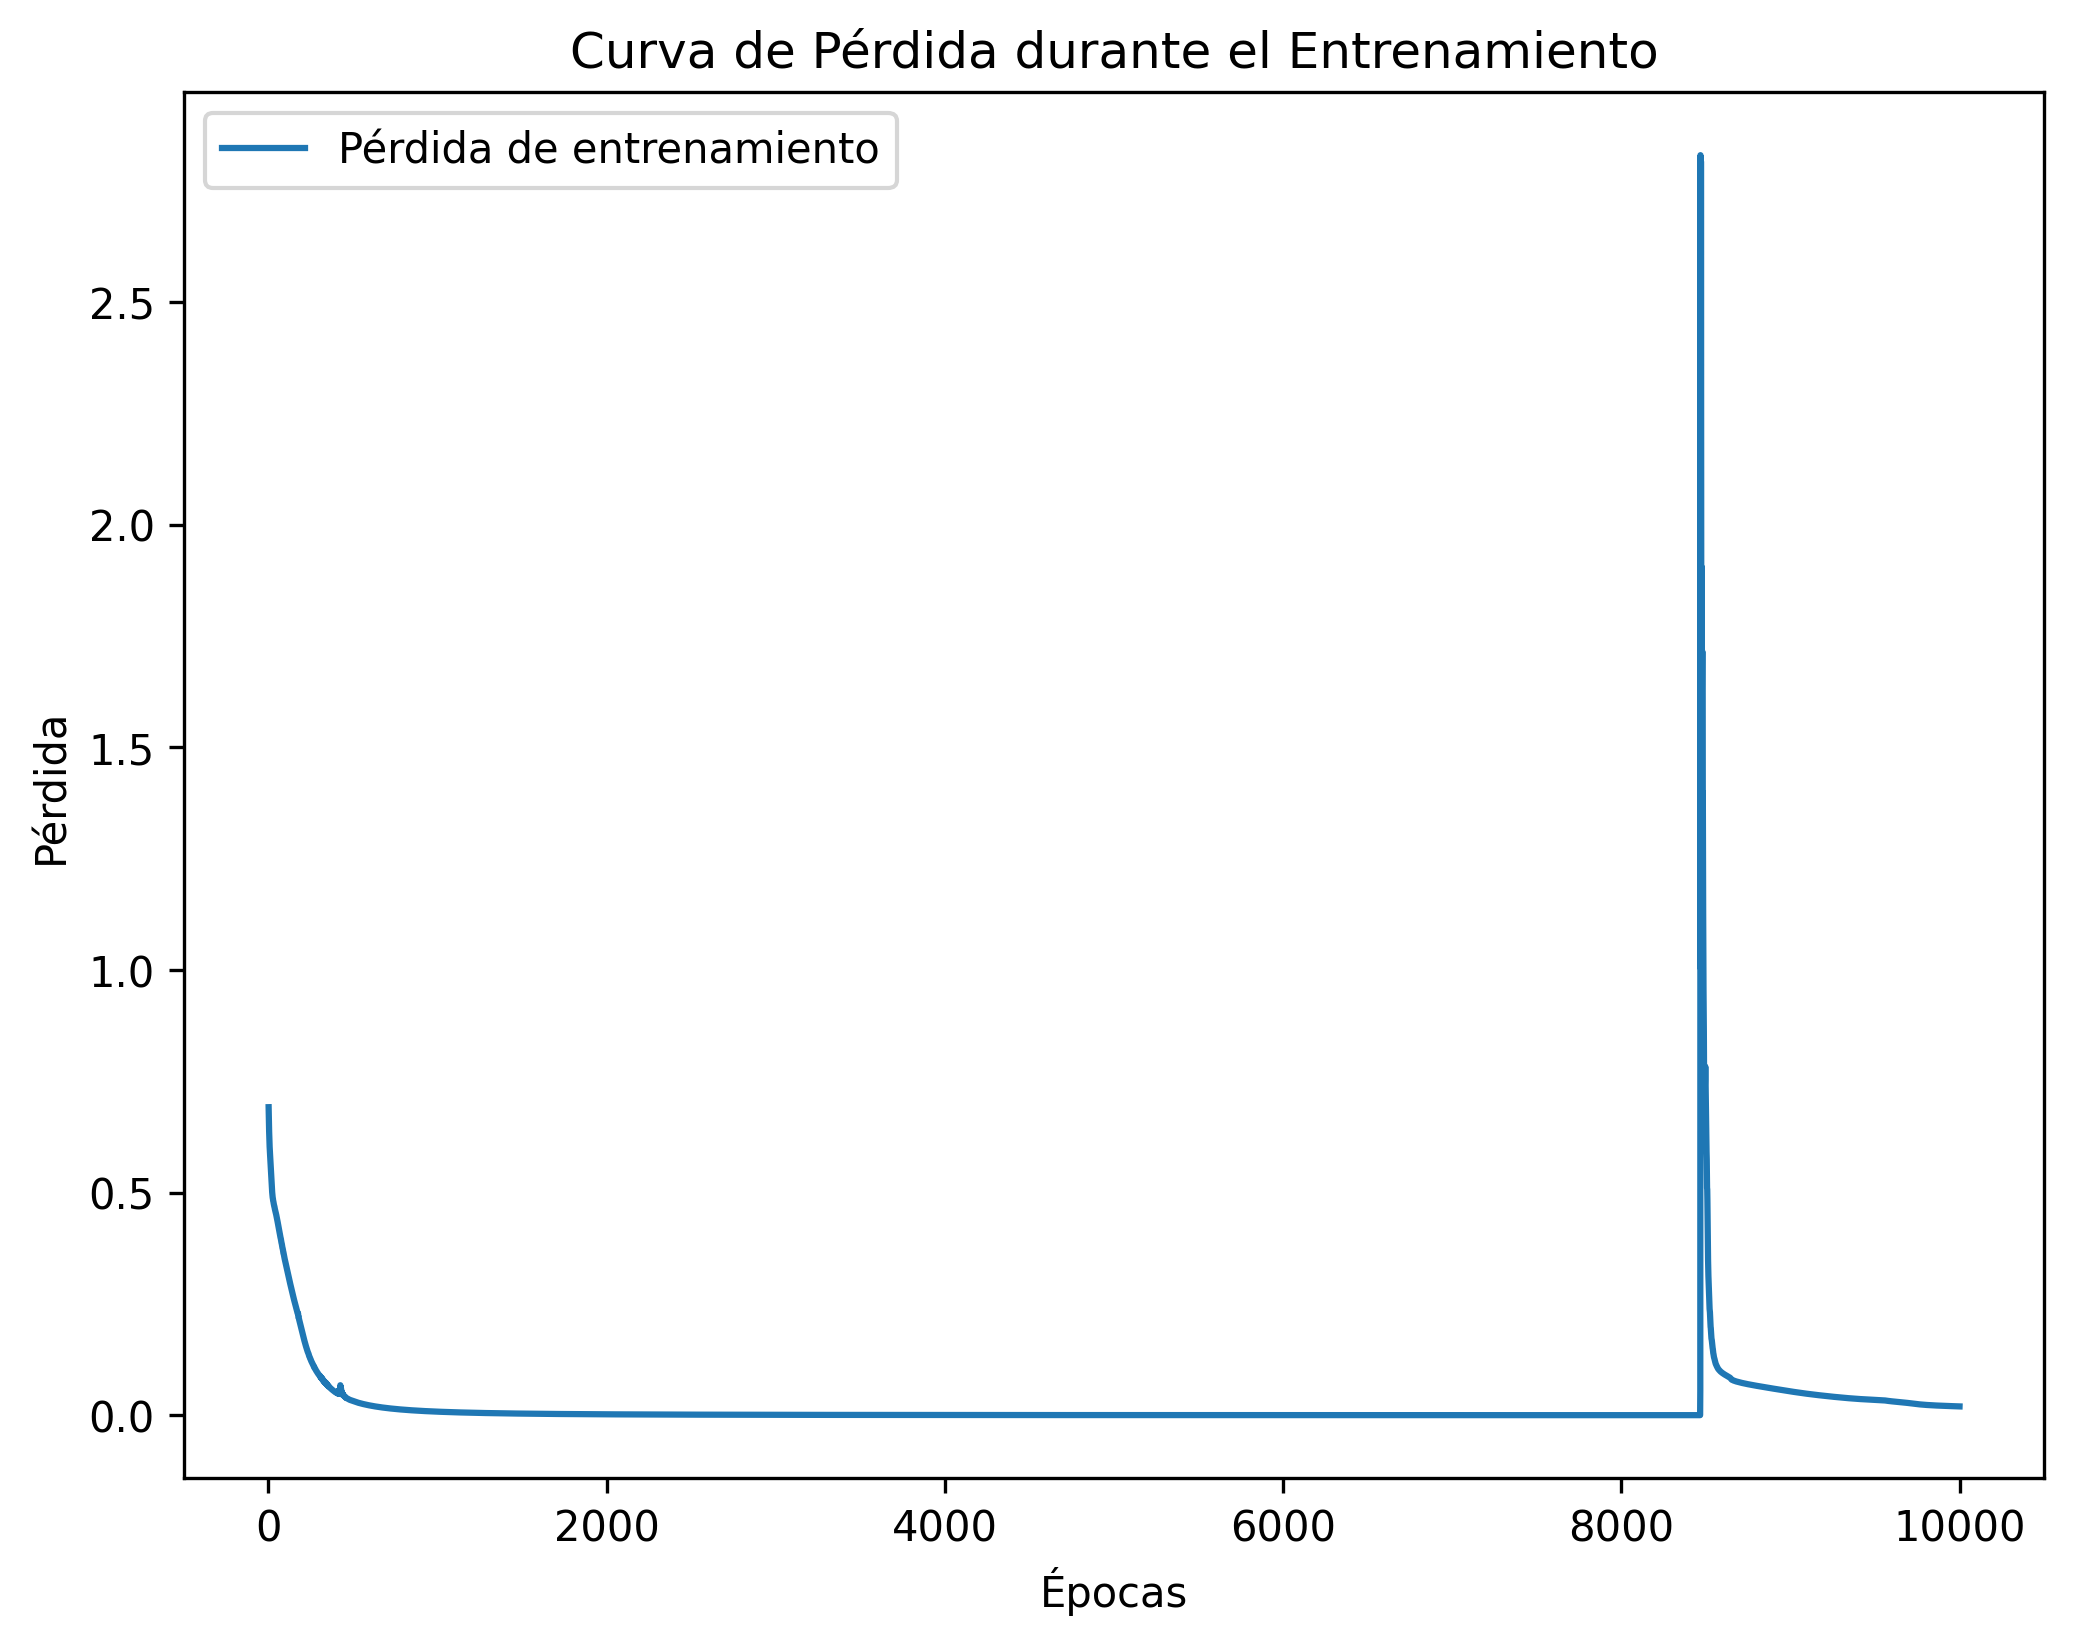 Curva de Pérdida durante el Entrenamiento
Pérdida de entrenamiento
2.5
2.0
1.5
1.0
0.5
0.0
Pérdida
0 2000 4000 6000 8000 10000
Épocas